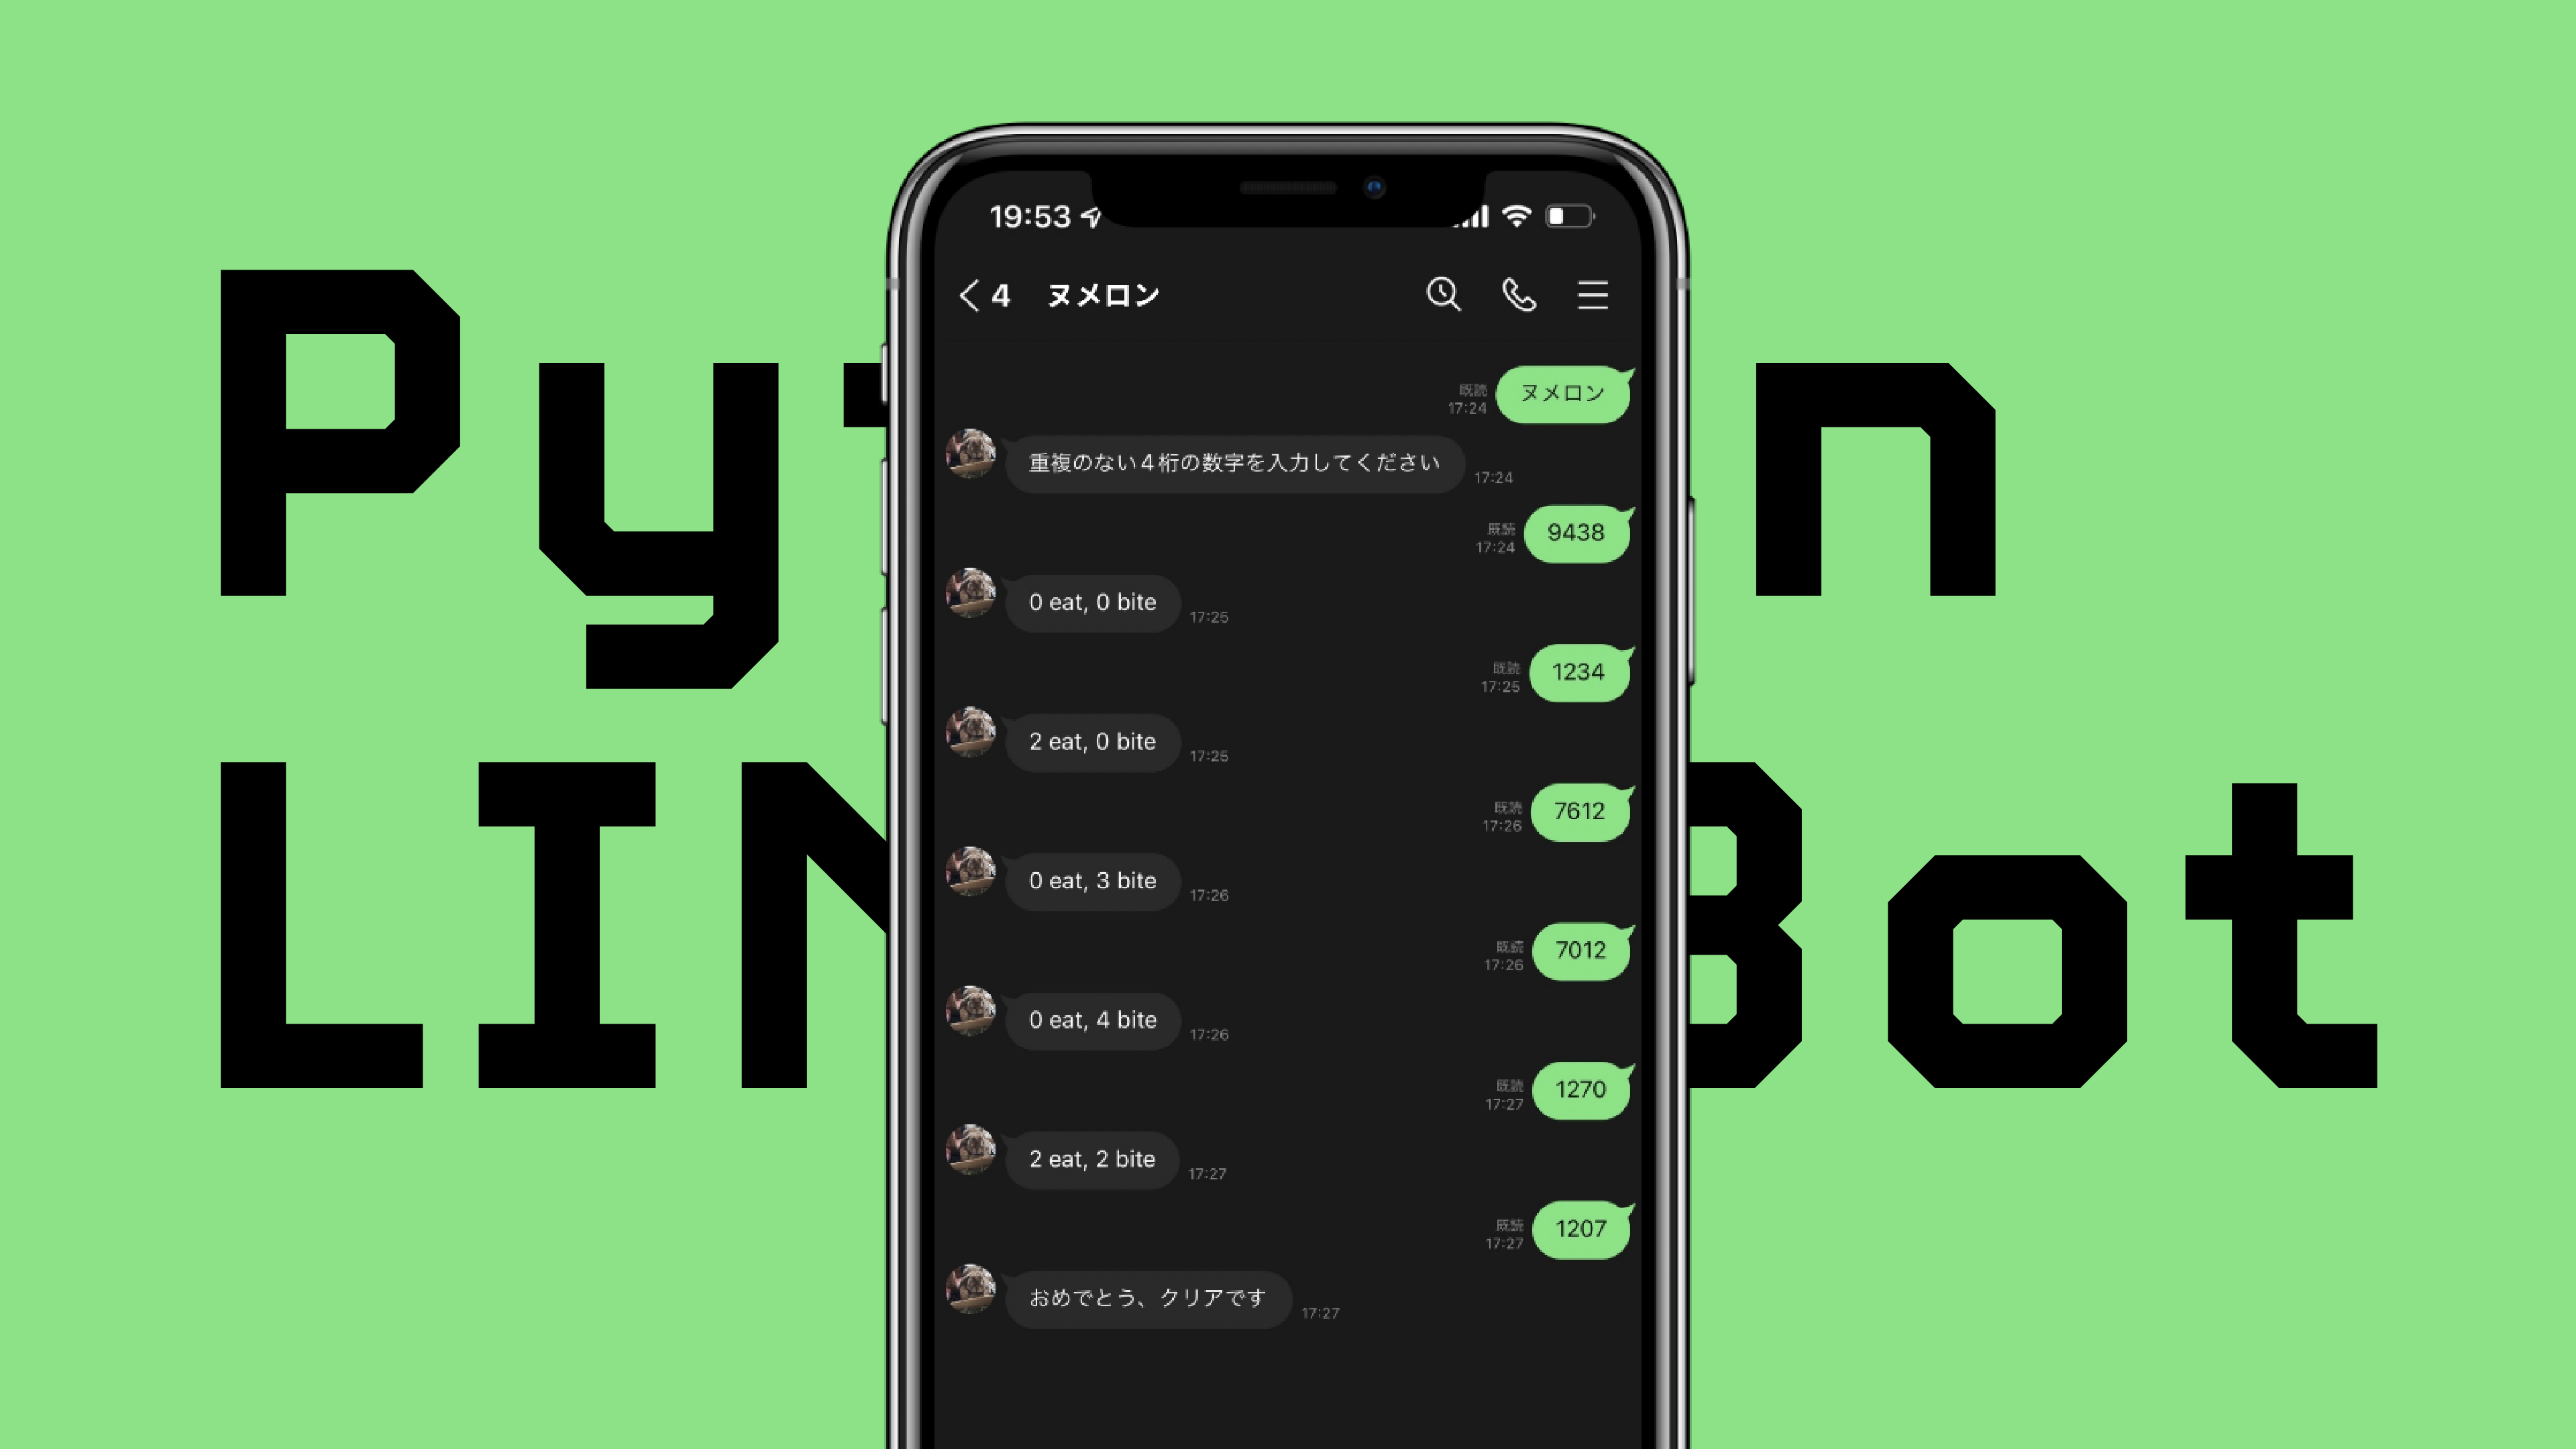 Pyt n
LIN Bot
19:53
4 ヌメロン
ヌメロン
既読
17:24
重複のない4桁の数字を入力してください
17:24
9438
既読
17:24
0 eat, 0 bite
17:25
1234
既読
17:25
2 eat, 0 bite
17:25
7612
既読
17:26
0 eat, 3 bite
17:26
7012
既読
17:26
0 eat, 4 bite
17:26
1270
既読
17:27
2 eat, 2 bite
17:27
1207
既読
17:27
おめでとう、クリアです
17:27